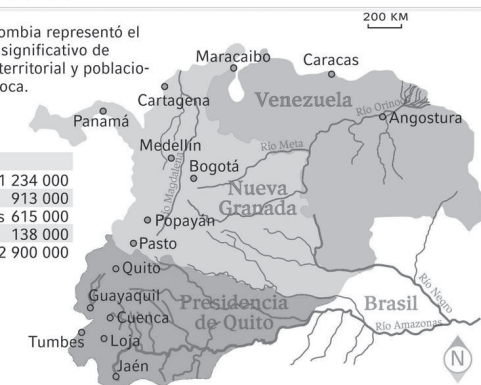 ombia representó el
significativo de
territorial y poblacio-
oca.
1 234 000
913 000
s 615 000
138 000
2 900 000
200 KM
Maracaibo
Caracas
Cartagena
Venezuela
Panamá
Río Orinoco
Angostura
Medellín
Río Meta
Bogotá
Río Magdalena
Nueva
Granada
Popayán
Pasto
Quito
Guayaquil
Presidencia
de Quito
Brasil
Río Negro
Cuenca
Río Amazonas
Tumbes
Loja
Jaén
N